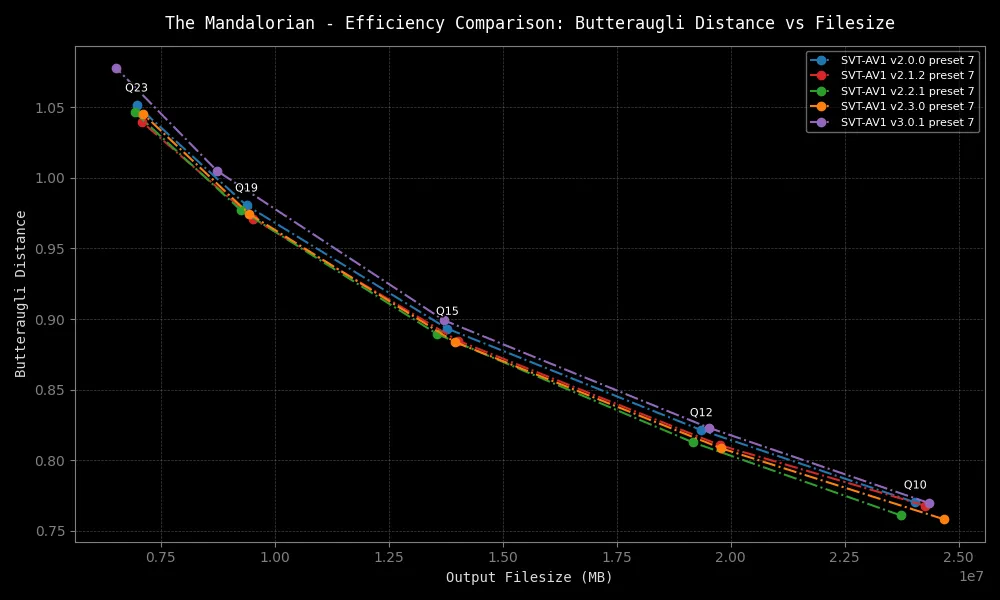 The Mandalorian - Efficiency Comparison: Butteraugli Distance vs Filesize
SVT-AV1 v2.0.0 preset 7
SVT-AV1 v2.1.2 preset 7
SVT-AV1 v2.2.1 preset 7
SVT-AV1 v2.3.0 preset 7
SVT-AV1 v3.0.1 preset 7
Q23
Q19
Q15
Q12
Q10
Butteraugli Distance
1.05
1.00
0.95
0.90
0.85
0.80
0.75
0.75 1.00 1.25 1.50 1.75 2.00 2.25 2.50
1e7
Output Filesize (MB)